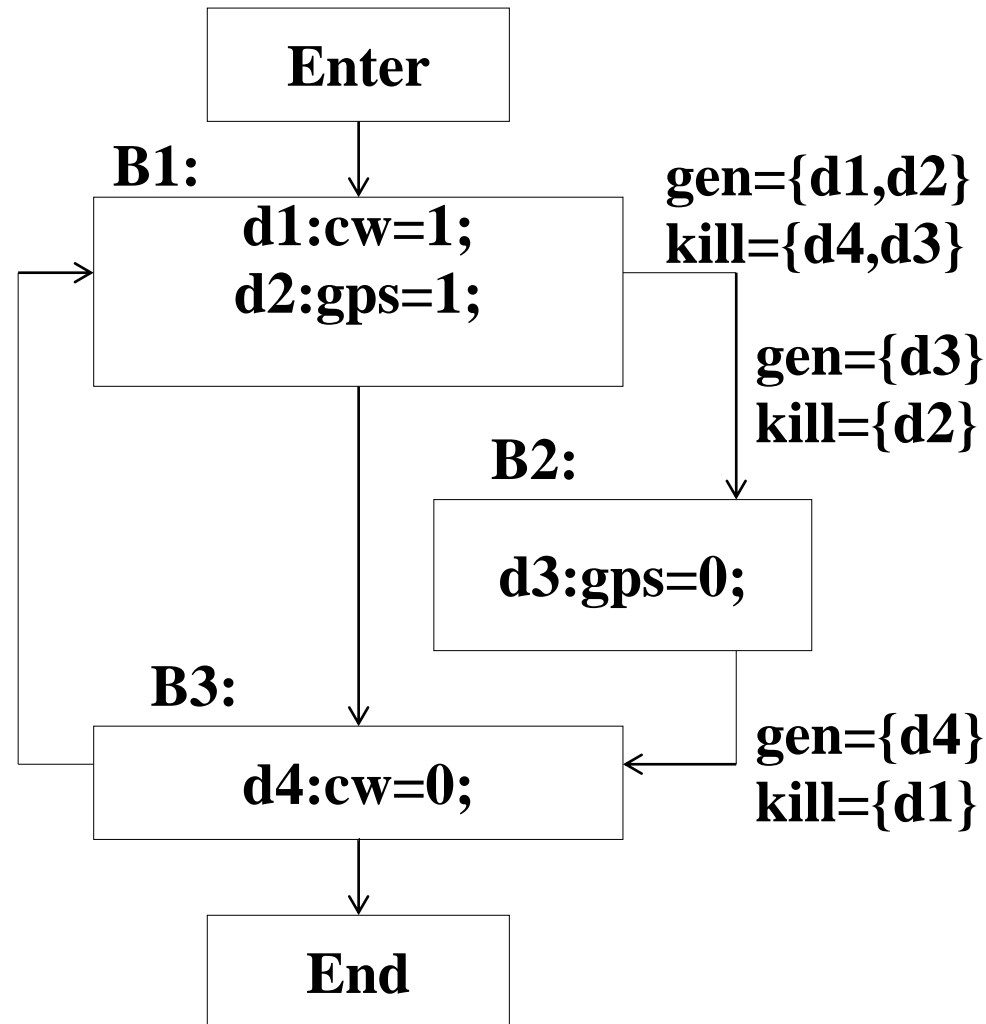 Enter
B1:
d1:cw=1;
d2:gps=1;
gen={d1,d2}
kill={d4,d3}
gen={d3}
kill={d2}
B2:
d3:gps=0;
B3:
d4:cw=0;
gen={d4}
kill={d1}
End